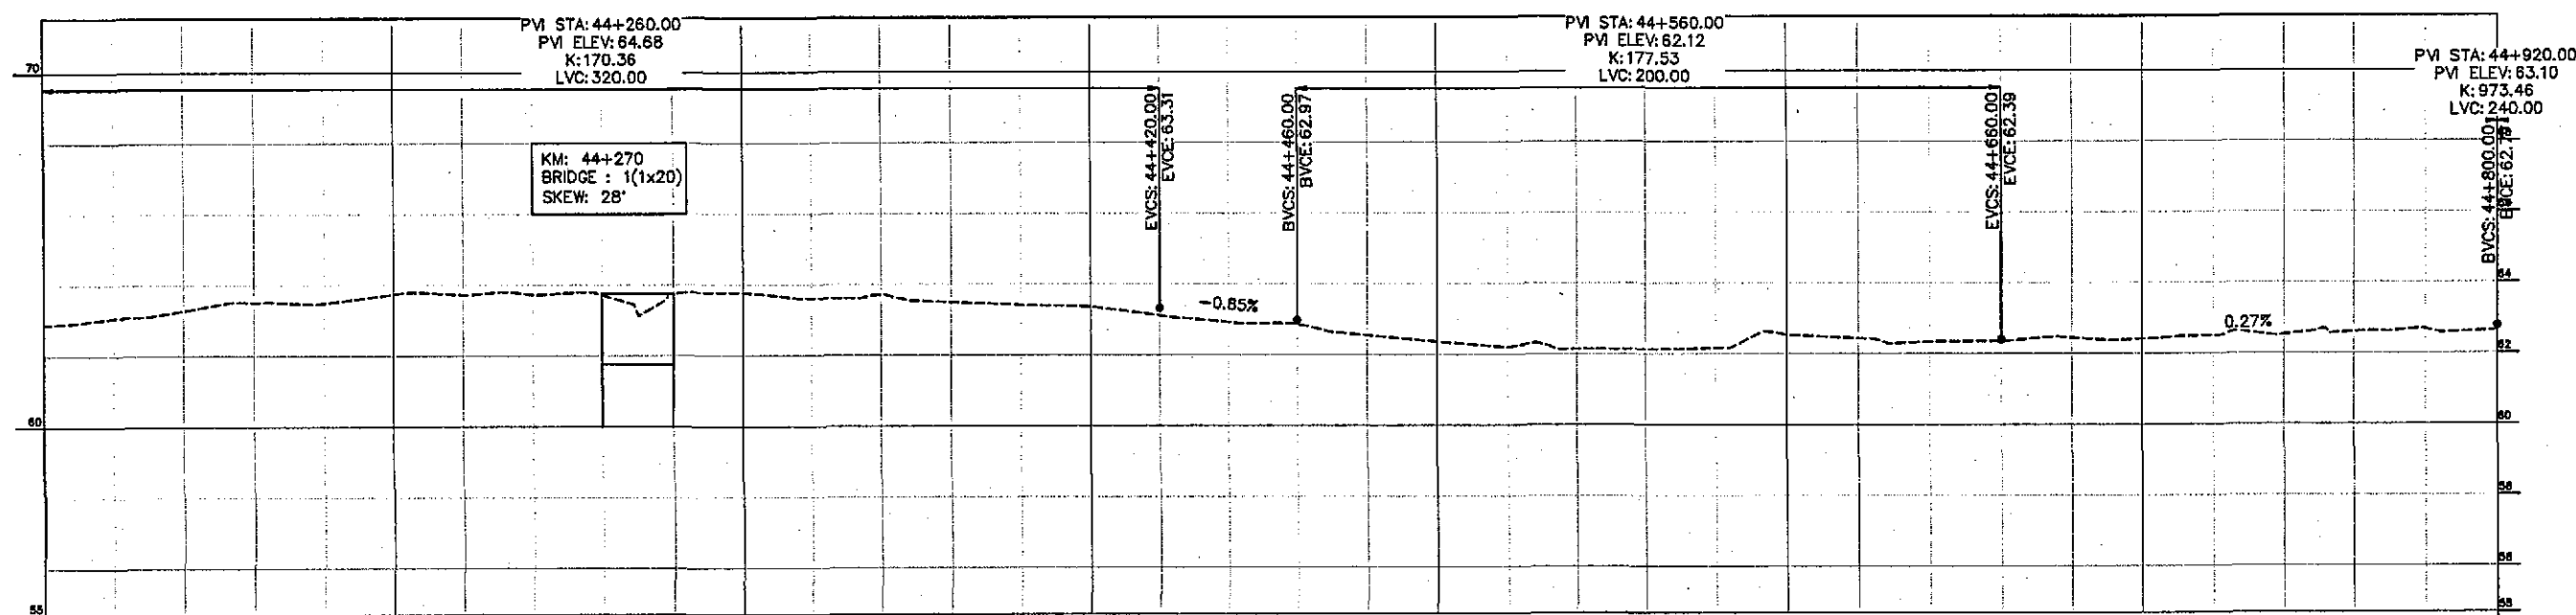 PVI STA: 44+260.00
PVI ELEV: 64.68
K: 170.36
LVC: 320.00
PVI STA: 44+560.00
PVI ELEV: 62.12
K: 177.53
LVC: 200.00
PVI STA: 44+920.00
PVI ELEV: 63.10
K: 973.46
LVC: 240.00
70
EVCS: 44+420.00
EVCE: 63.31
BVCS: 44+460.00
BVCE: 62.97
EVCS: 44+660.00
EVCE: 62.39
BVCS: 44+800.00
BVCE: 62.78
KM: 44+270
BRIDGE : 1(1x20)
SKEW: 28°
64
-0.85%
0.27%
62
60
60
58
56
55